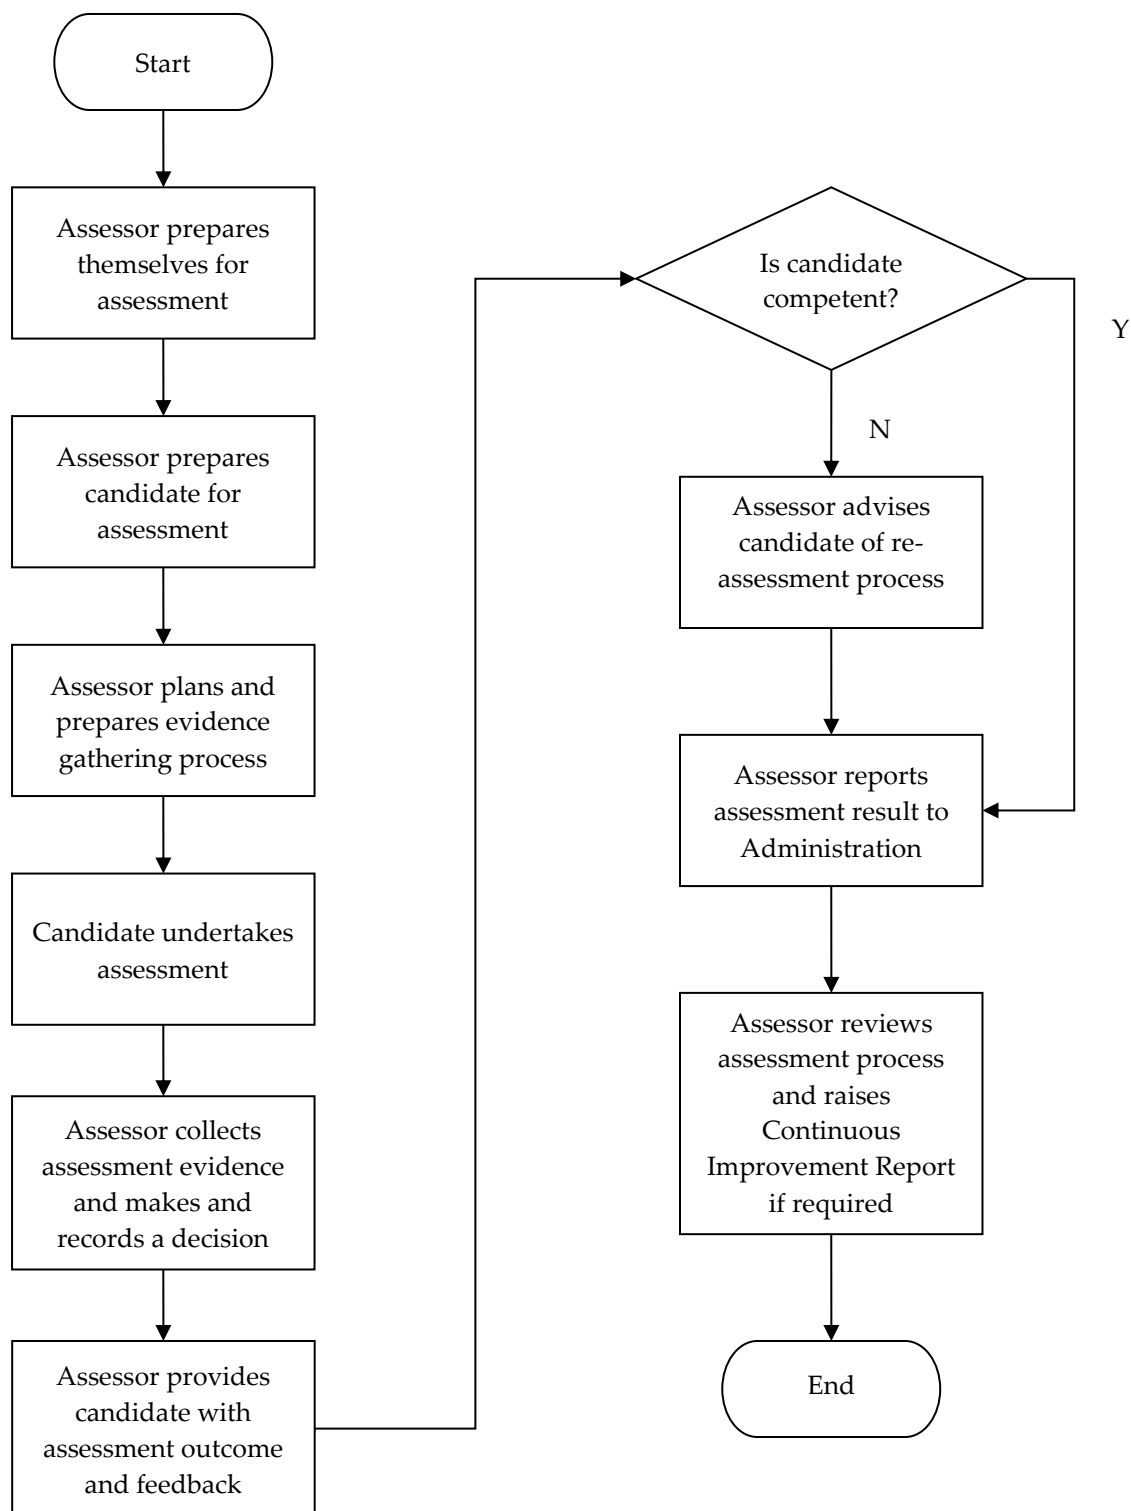 Start
Assessor prepares
themselves for
assessment
Assessor prepares
candidate for
assessment
Assessor plans and
prepares evidence
gathering process
Candidate undertakes
assessment
Assessor collects
assessment evidence
and makes and
records a decision
Assessor provides
candidate with
assessment outcome
and feedback
Is candidate
competent?
Y
N
Assessor advises
candidate of re-
assessment process
Assessor reports
assessment result to
Administration
Assessor reviews
assessment process
and raises
Continuous
Improvement Report
if required
End